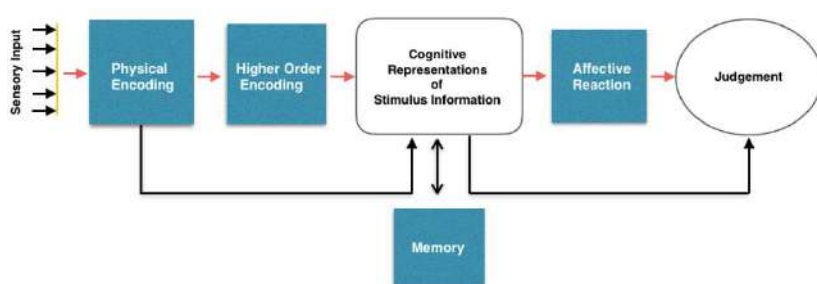 Sensory Input
Physical
Encoding
Higher Order
Encoding
Cognitive
Representations
of
Stimulus Information
Affective
Reaction
Judgement
Memory